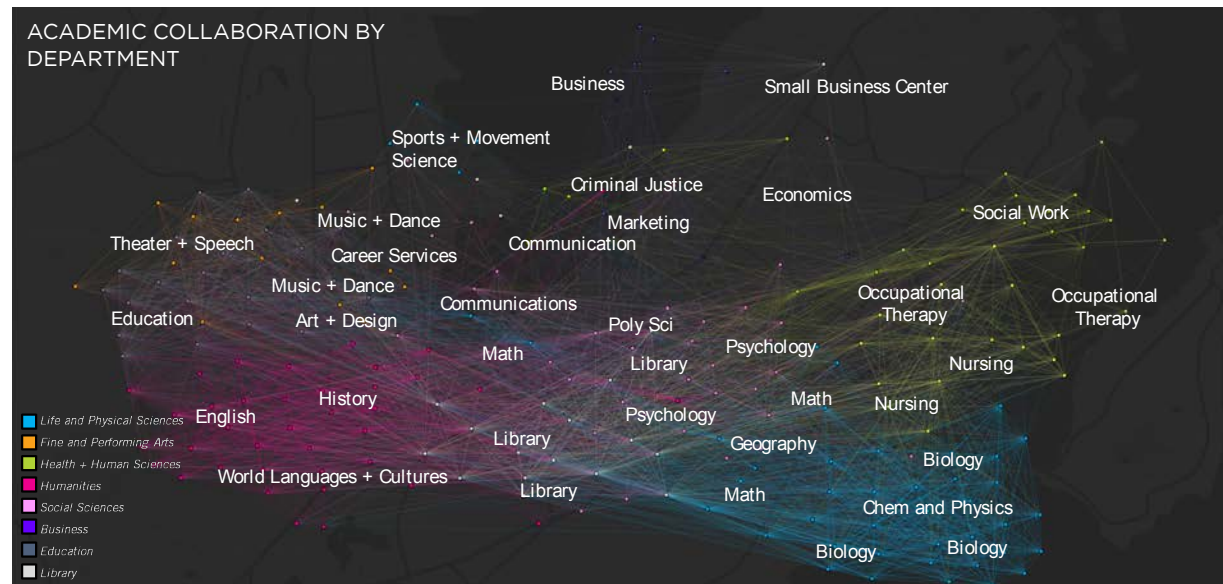 ACADEMIC COLLABORATION BY
DEPARTMENT
Business
Small Business Center
Sports + Movement
Science
Criminal Justice
Economics
Marketing
Social Work
Music + Dance
Communication
Theater + Speech
Career Services
Music + Dance
Occupational
Therapy
Occupational
Therapy
Communications
Education
Art + Design
Poly Sci
Psychology
Math
Library
Nursing
History
Math
Nursing
English
Psychology
Library
Geography
Biology
World Languages + Cultures
Library
Math
Chem and Physics
Biology
Biology
Life and Physical Sciences
Fine and Performing Arts
Health + Human Sciences
Humanities
Social Sciences
Business
Education
Library